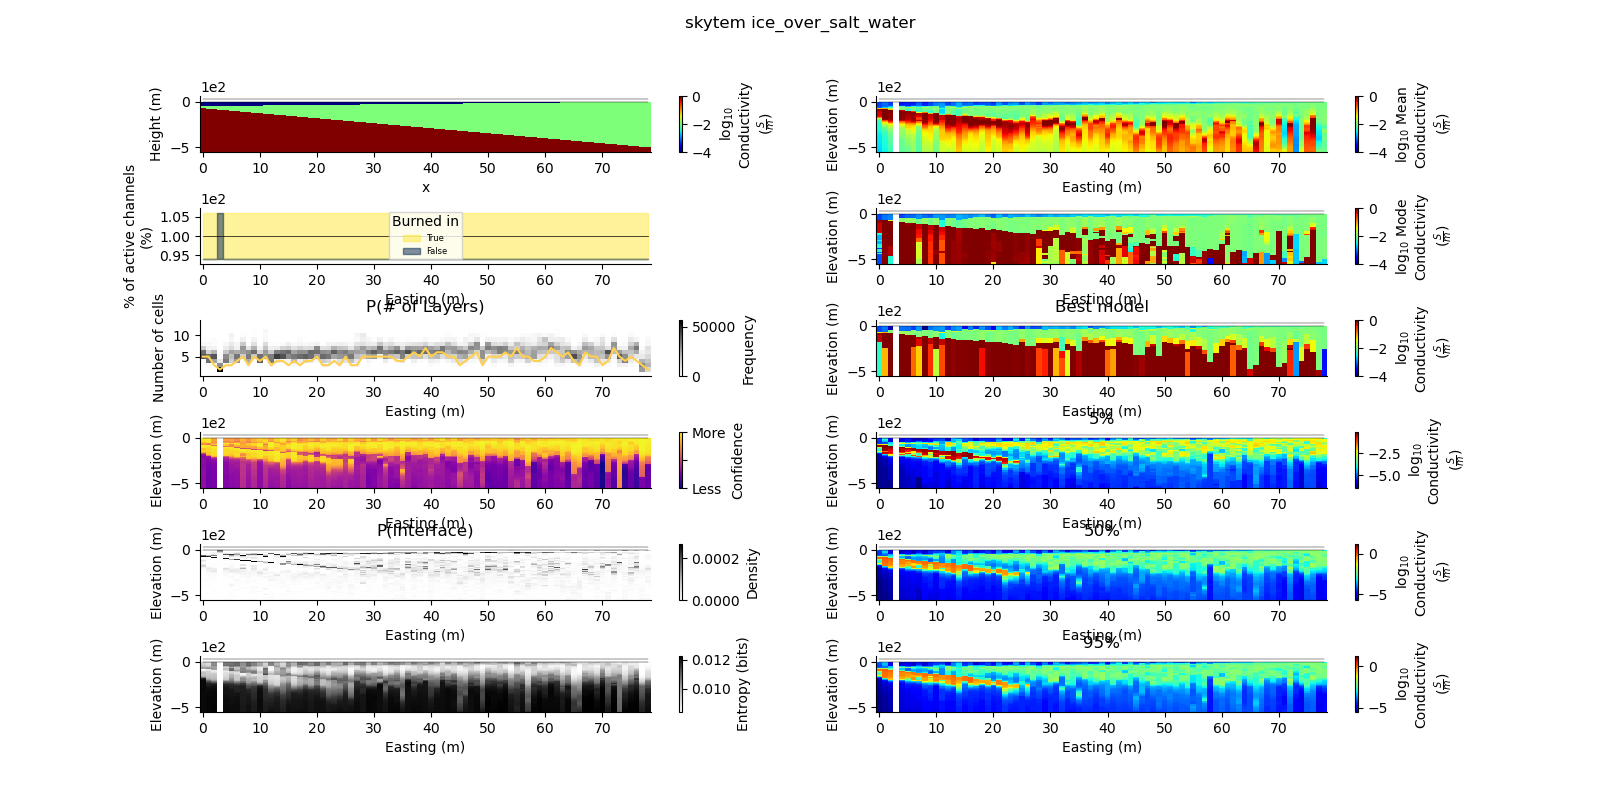 skytem ice_over_salt_water
1e2
Height (m)
0
−5
0 10 20 30 40 50 60 70
x
0
−2
−4
log10
Conductivity
(S/m)
1e2
% of active channels
(%)
1.05
1.00
0.95
Burned in
True
False
0 10 20 30 40 50 60 70
Easting (m)
P(# of Layers)
Number of cells
10
5
0 10 20 30 40 50 60 70
Easting (m)
50000
0
Frequency
1e2
Elevation (m)
0
−5
0 10 20 30 40 50 60 70
Easting (m)
More
Less
Confidence
P(Interface)
1e2
Elevation (m)
0
−5
0 10 20 30 40 50 60 70
Easting (m)
0.0002
0.0000
Density
1e2
Elevation (m)
0
−5
0 10 20 30 40 50 60 70
Easting (m)
0.012
0.010
Entropy (bits)
1e2
Elevation (m)
0
−5
0 10 20 30 40 50 60 70
Easting (m)
0
−2
−4
log10 Mean
Conductivity
(S/m)
1e2
Elevation (m)
0
−5
0 10 20 30 40 50 60 70
Easting (m)
0
−2
−4
log10 Mode
Conductivity
(S/m)
Best model
1e2
Elevation (m)
0
−5
0 10 20 30 40 50 60 70
Easting (m)
0
−2
−4
log10
Conductivity
(S/m)
5%
1e2
Elevation (m)
0
−5
0 10 20 30 40 50 60 70
Easting (m)
−2.5
−5.0
log10
Conductivity
(S/m)
50%
1e2
Elevation (m)
0
−5
0 10 20 30 40 50 60 70
Easting (m)
0
−5
log10
Conductivity
(S/m)
95%
1e2
Elevation (m)
0
−5
0 10 20 30 40 50 60 70
Easting (m)
0
−5
log10
Conductivity
(S/m)